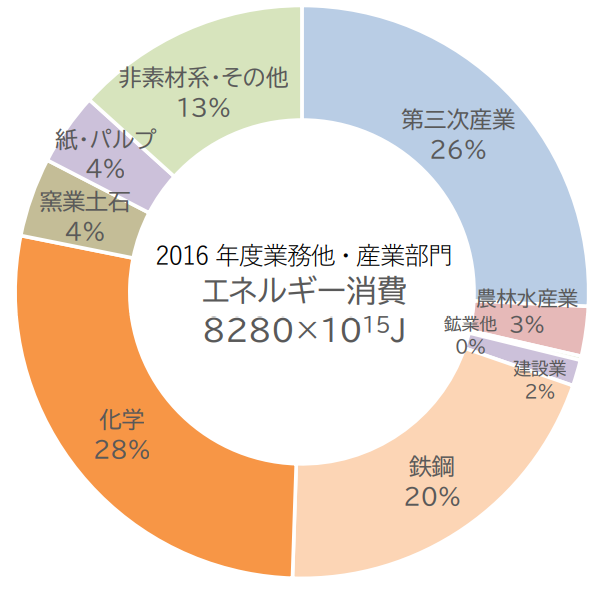 非素材系・その他
13%
第三次産業
26%
紙・パルプ
4%
窯業土石
4%
2016 年度業務他・産業部門
エネルギー消費
8280×10¹⁵J
農林水産業
3%
鉱業他
0%
建設業
2%
化学
28%
鉄鋼
20%